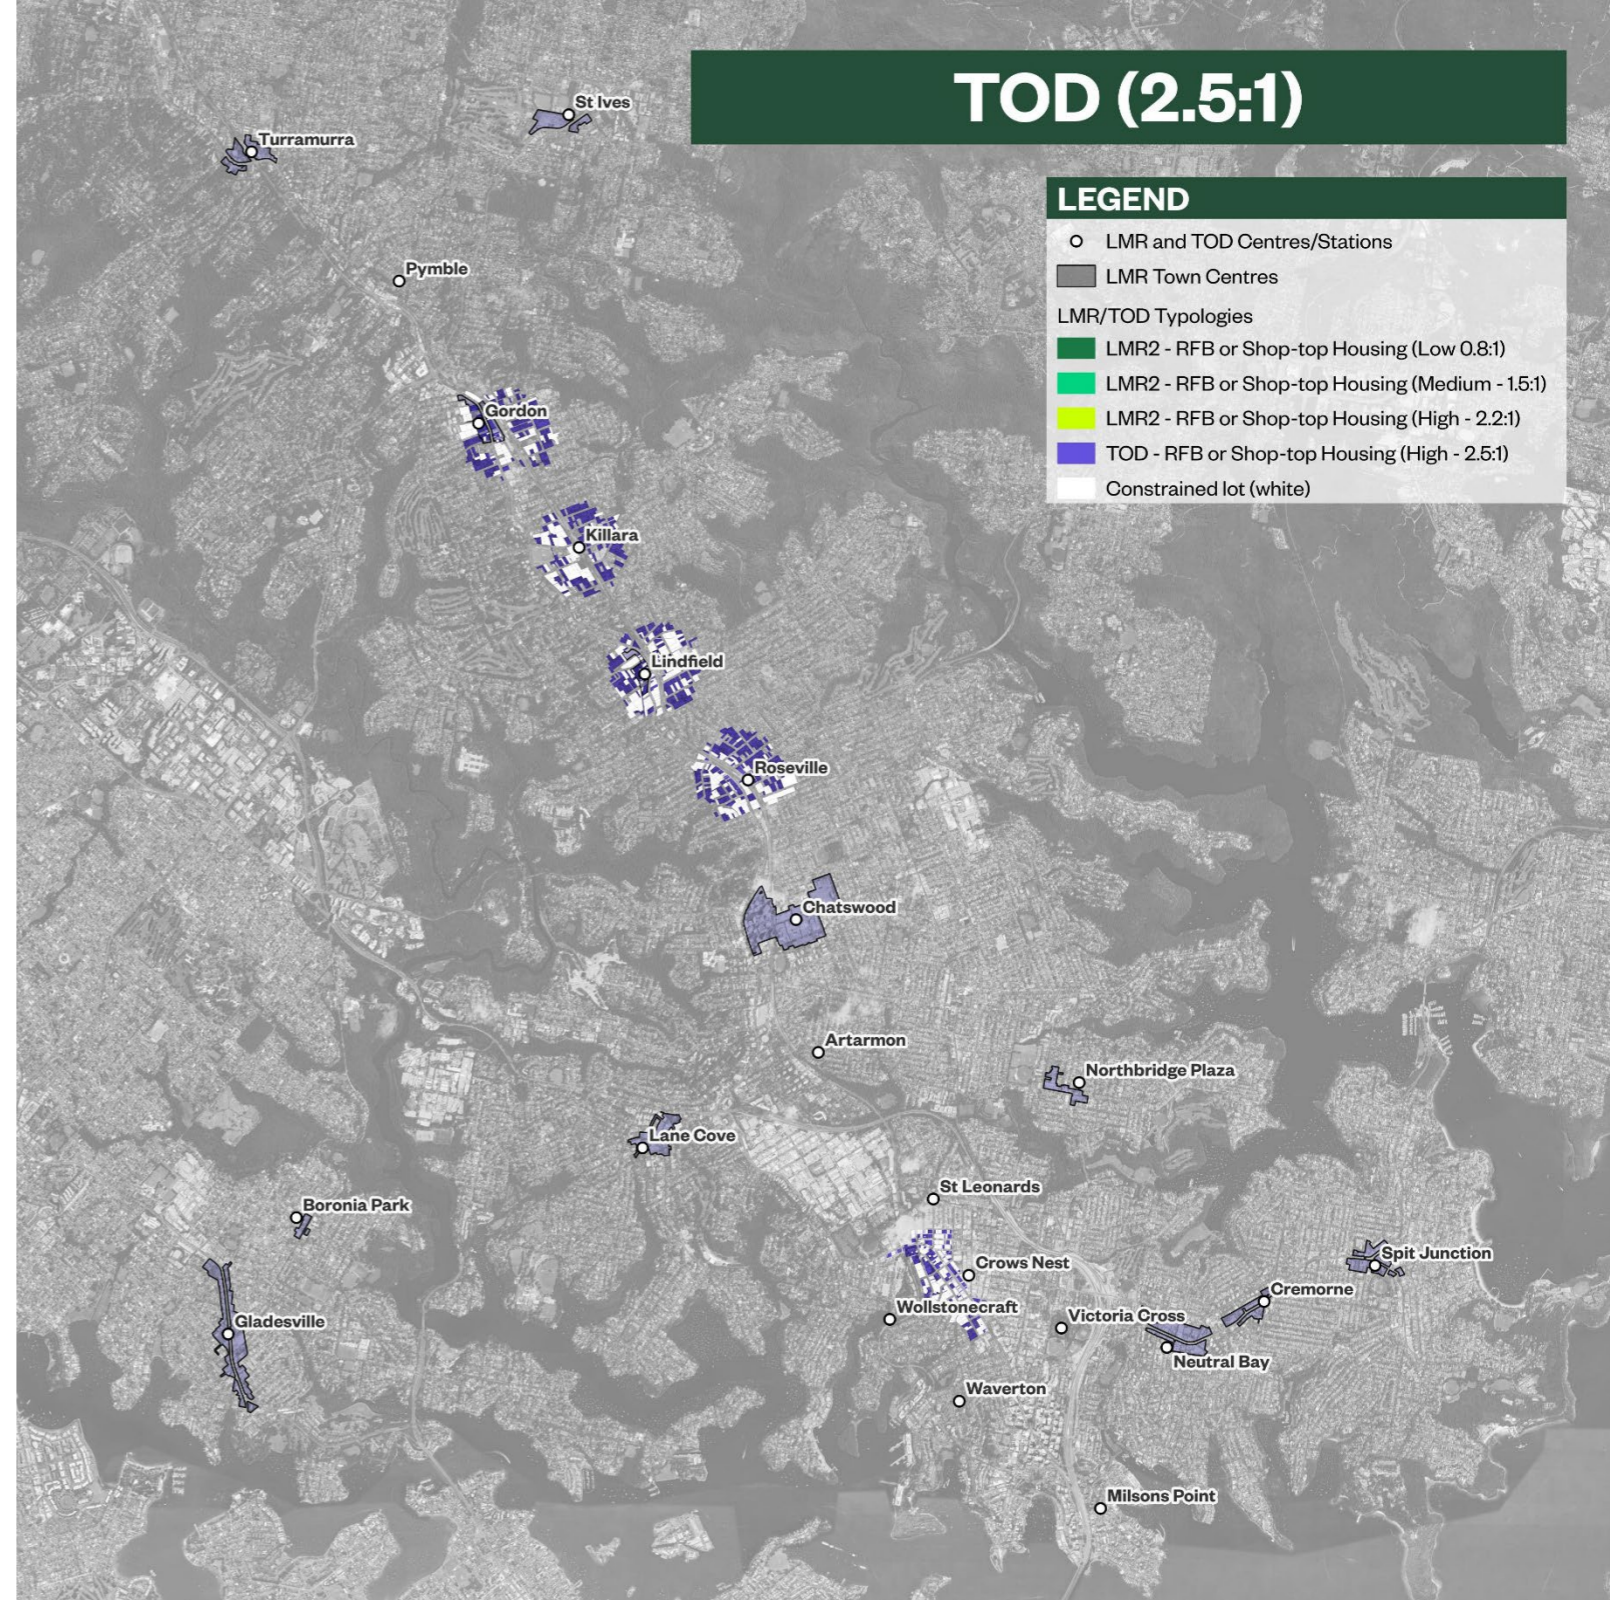 TOD (2.5:1)
LEGEND
LMR and TOD Centres/Stations
LMR Town Centres
LMR/TOD Typologies
LMR2 - RFB or Shop-top Housing (Low 0.8:1)
LMR2 - RFB or Shop-top Housing (Medium - 1.5:1)
LMR2 - RFB or Shop-top Housing (High - 2.2:1)
TOD - RFB or Shop-top Housing (High - 2.5:1)
Constrained lot (white)
St Ives
Turramurra
Pymble
Gordon
Killara
Lindfield
Roseville
Chatswood
Artarmon
Northbridge Plaza
Lane Cove
St Leonards
Boronia Park
Spit Junction
Crows Nest
Cremorne
Wollstonecraft
Victoria Cross
Gladesville
Neutral Bay
Waverton
Milsons Point